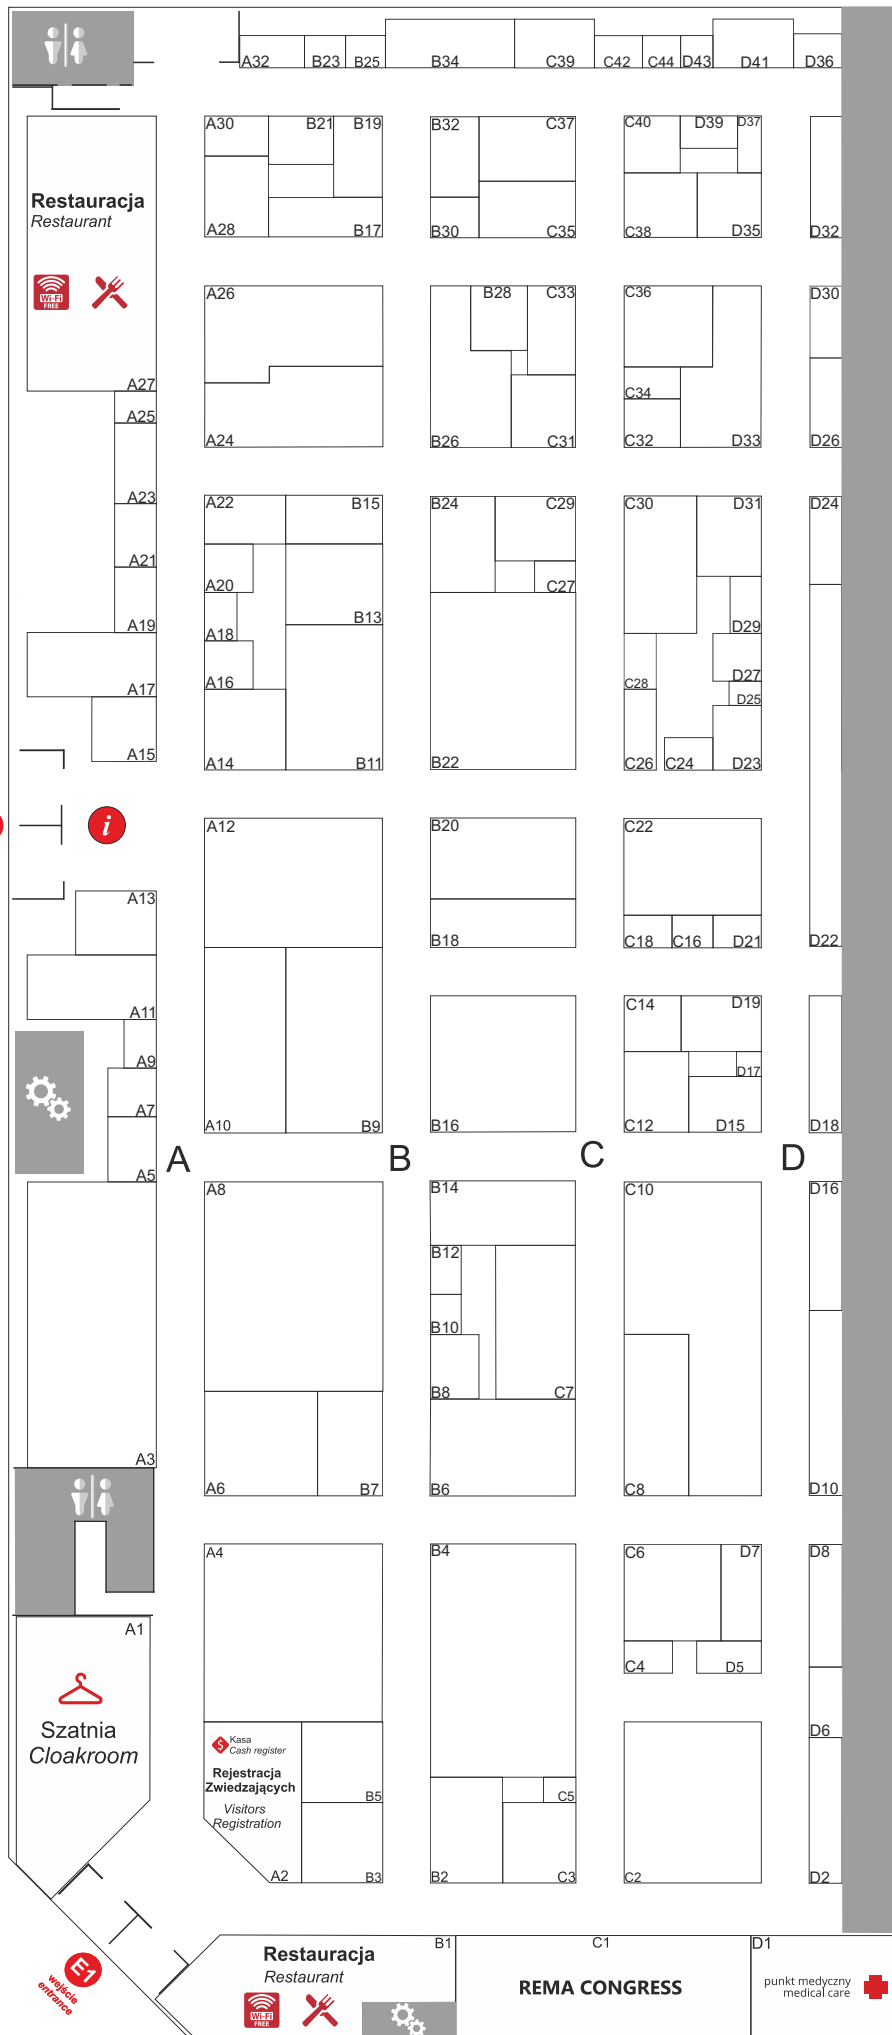 A32 B23 B25 B34 C39 C42 C44 D43 D41 D36
A30 B21 B19 B32 C37 C40 D39 D37
Restauracja
Restaurant
A28 B17 B30 C35 C38 D35 D32
Wi-Fi
FREE
A26 B28 C33 C36 D30
A27
C34
A25
A24 B26 C31 C32 D33 D26
A23
A22 B15 B24 C29 C30 D31 D24
A21
A20 C27
A19
A18 B13 D29
A17
A16 C28 D27
D25
A15
A14 B11 B22 C26 C24 D23
i
A12 B20 C22
A13
B18 C18 C16 D21 D22
A11
C14 D19
A9
D17
A7
A10 B9 B16 C12 D15 D18
A B C D
A5
A8 B14 C10 D16
B12
B10
B8 C7
A3
A6 B7 B6 C8 D10
A4 B4 C6 D7 D8
A1
C4 D5
Szatnia
Cloakroom
D6
$
Kasa
Cash register
Rejestracja
Zwiedzających
Visitors
Registration
B5 C5
A2 B3 B2 C3 C2 D2
B1 C1 D1
E1
wejście
entrance
Restauracja
Restaurant
Wi-Fi
FREE
REMA CONGRESS
punkt medyczny
medical care